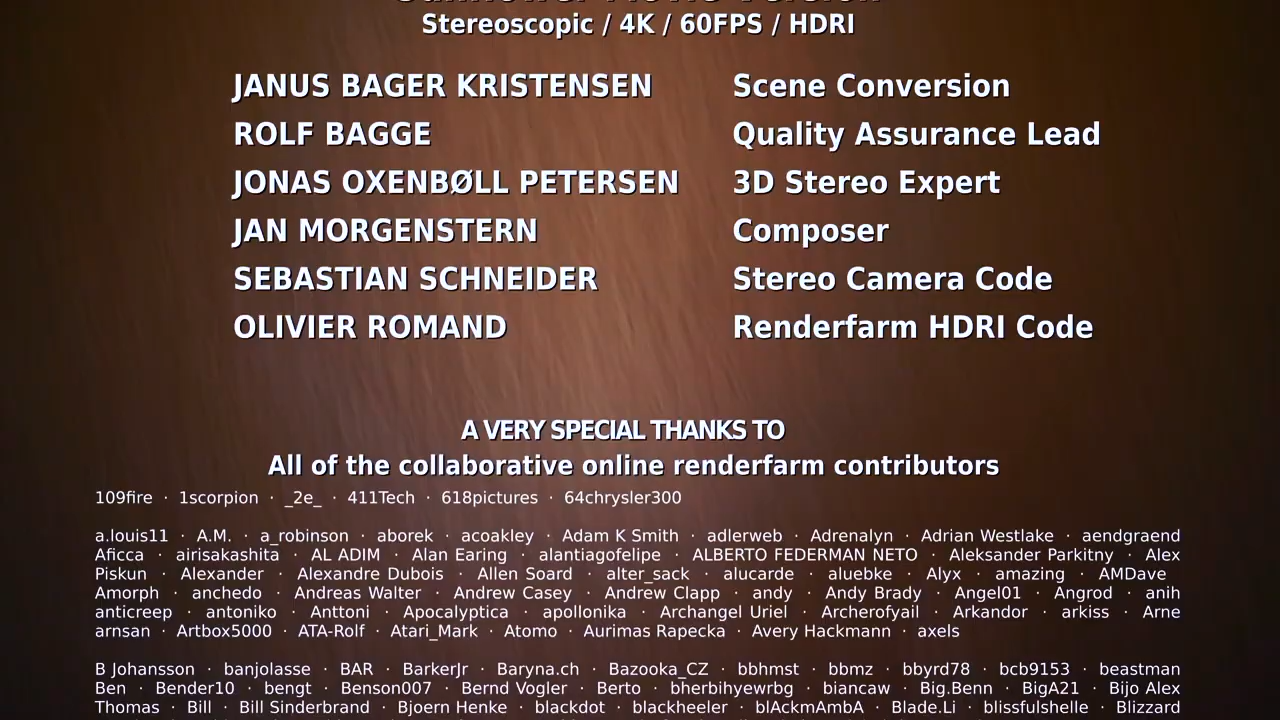 Stereoscopic / 4K / 60FPS / HDRI
JANUS BAGER KRISTENSEN Scene Conversion
ROLF BAGGE Quality Assurance Lead
JONAS OXENBØLL PETERSEN 3D Stereo Expert
JAN MORGENSTERN Composer
SEBASTIAN SCHNEIDER Stereo Camera Code
OLIVIER ROMAND Renderfarm HDRI Code
A VERY SPECIAL THANKS TO
All of the collaborative online renderfarm contributors
109fire · 1scorpion · _2e_ · 411Tech · 618pictures · 64chrysler300
a.louis11 · A.M. · a_robinson · aborek · acoakley · Adam K Smith · adlerweb · Adrenalyn · Adrian Westlake · aendgraend
Aficca · airisakashita · AL ADIM · Alan Earing · alantiagofelipe · ALBERTO FEDERMAN NETO · Aleksander Parkitny · Alex
Piskun · Alexander · Alexandre Dubois · Allen Soard · alter_sack · alucarde · aluebke · Alyx · amazing · AMDave
Amorph · anchedo · Andreas Walter · Andrew Casey · Andrew Clapp · andy · Andy Brady · Angel01 · Angrod · anih
anticreep · antoniko · Anttoni · Apocalyptica · apollonika · Archangel Uriel · Archerofyail · Arkandor · arkiss · Arne
arnsan · Artbox5000 · ATA-Rolf · Atari_Mark · Atomo · Aurimas Rapecka · Avery Hackmann · axels
B Johansson · banjolasse · BAR · BarkerJr · Baryna.ch · Bazooka_CZ · bbhmst · bbmz · bbyrd78 · bcb9153 · beastman
Ben · Bender10 · bengt · Benson007 · Bernd Vogler · Berto · bherbihyewrbg · biancaw · Big.Benn · BigA21 · Bijo Alex
Thomas · Bill · Bill Sinderbrand · Bjoern Henke · blackdot · blackheeler · blAckmAmbA · Blade.Li · blissfulshelle · Blizzard